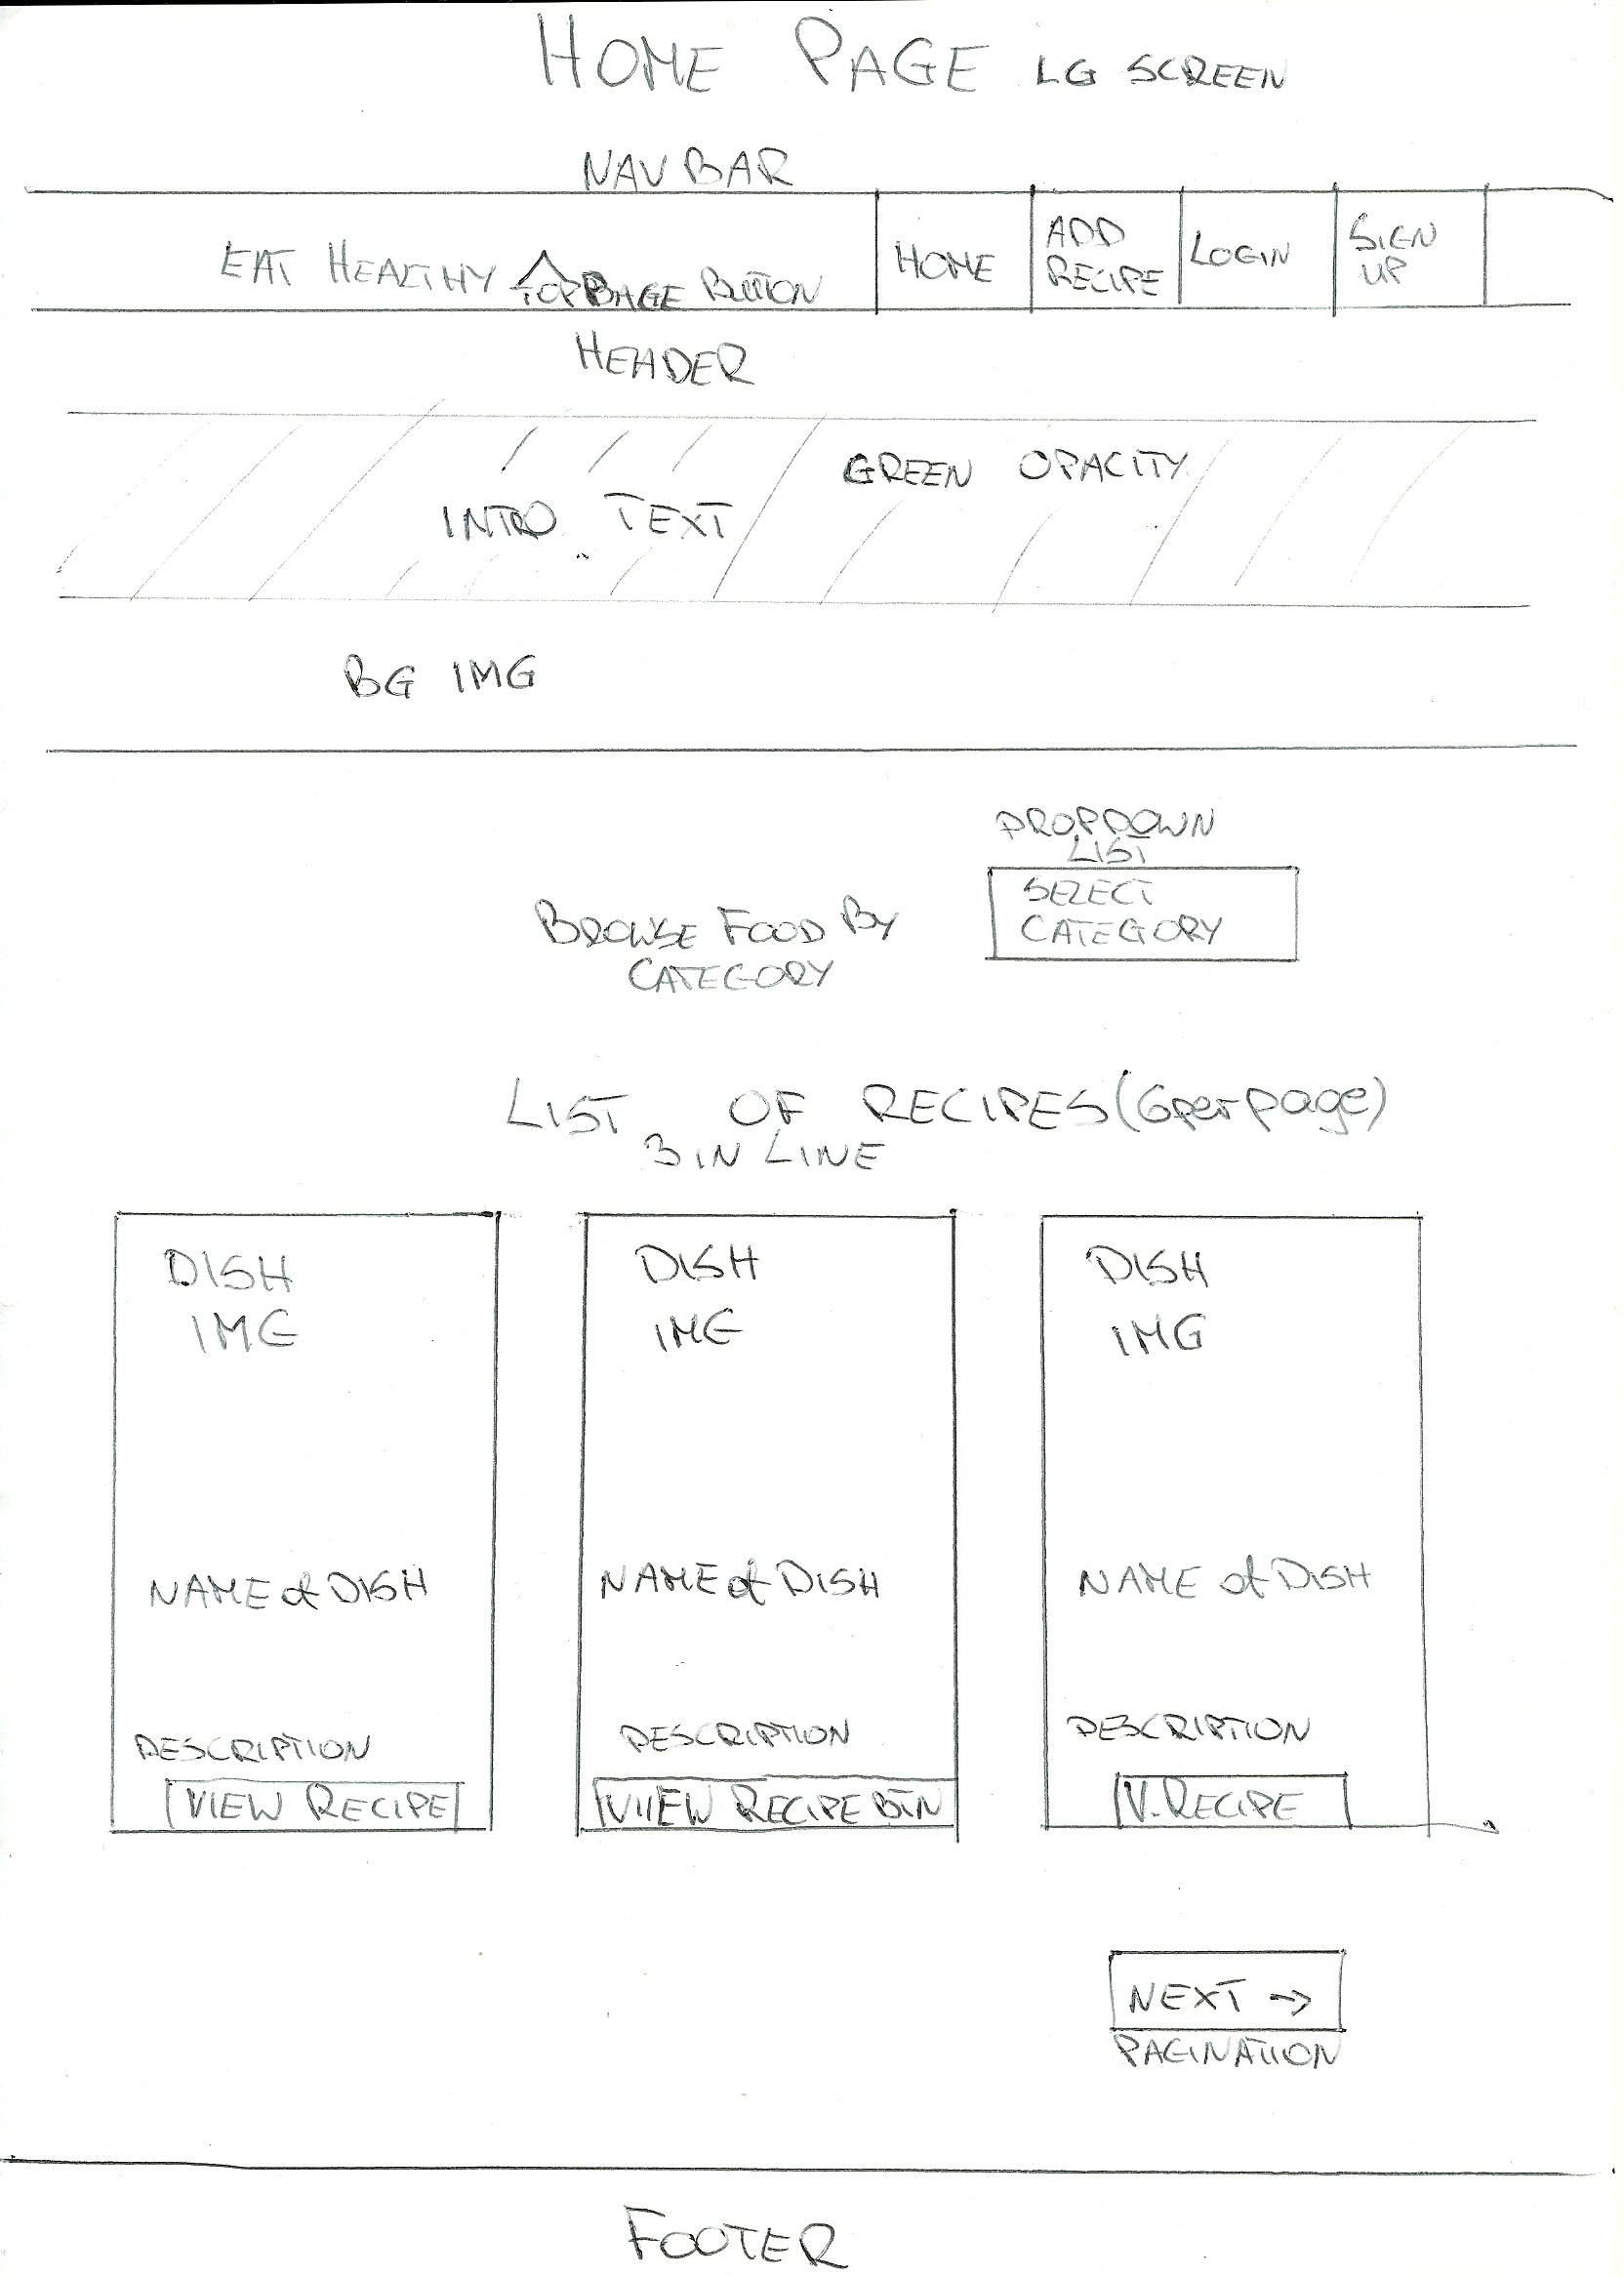 HOME PAGE LG SCREEN
NAV BAR
EAT HEALTHY TOP PAGE BUTTON
HOME
ADD
RECIPE
LOGIN
SIGN
UP
HEADER
GREEN OPACITY
INTRO TEXT
BG IMG
DROPDOWN
LIST
SELECT
CATEGORY
BROWSE FOOD BY
CATEGORY
LIST OF RECIPES (6 per page)
3 IN LINE
DISH
IMG
NAME of DISH
DESCRIPTION
VIEW RECIPE
DISH
IMG
NAME of DISH
DESCRIPTION
VIEW RECIPE BTN
DISH
IMG
NAME of DISH
DESCRIPTION
V. RECIPE
NEXT →
PAGINATION
FOOTER